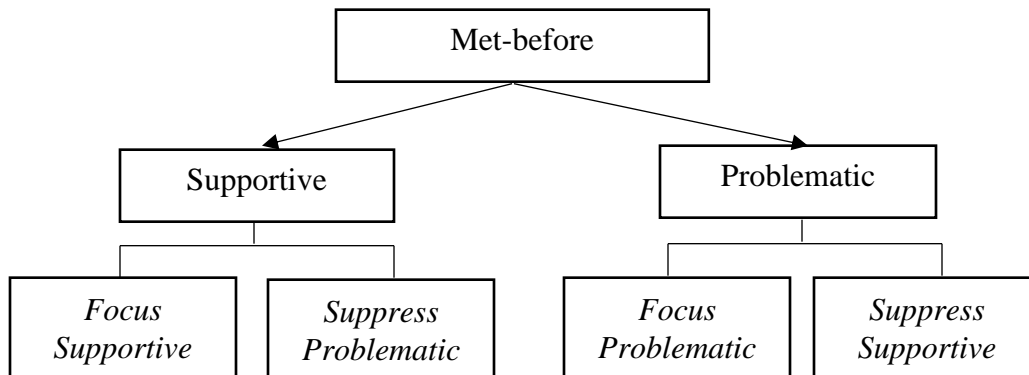 Met-before
Supportive
Problematic
Focus
Supportive
Suppress
Problematic
Focus
Problematic
Suppress
Supportive